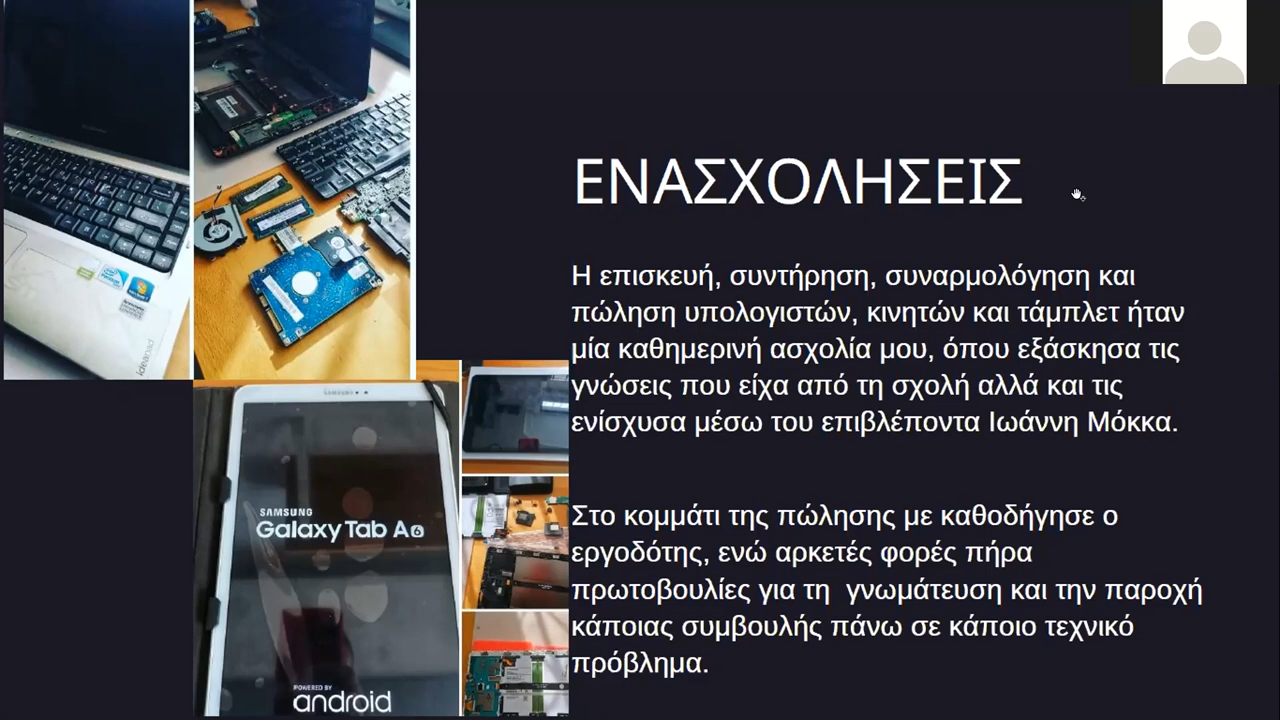 ΕΝΑΣΧΟΛΗΣΕΙΣ
Η επισκευή, συντήρηση, συναρμολόγηση και
πώληση υπολογιστών, κινητών και τάμπλετ ήταν
μία καθημερινή ασχολία μου, όπου εξάσκησα τις
γνώσεις που είχα από τη σχολή αλλά και τις
ενίσχυσα μέσω του επιβλέποντα Ιωάννη Μόκκα.
Στο κομμάτι της πώλησης με καθοδήγησε ο
εργοδότης, ενώ αρκετές φορές πήρα
πρωτοβουλίες για τη  γνωμάτευση και την παροχή
κάποιας συμβουλής πάνω σε κάποιο τεχνικό
πρόβλημα.
ideapad
SAMSUNG
SAMSUNG
Galaxy Tab A6
POWERED BY
android